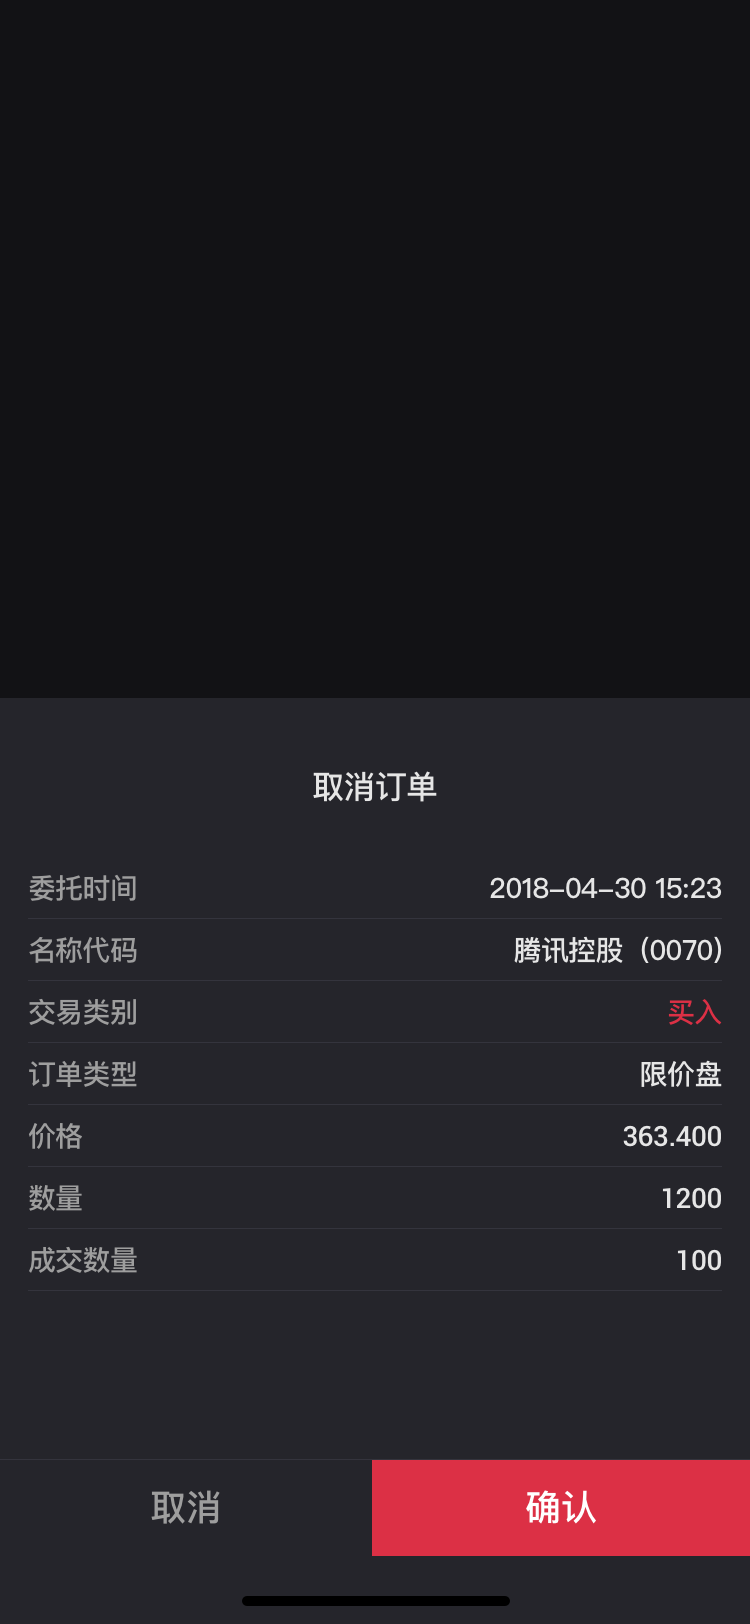 取消订单
委托时间 2018-04-30 15:23
名称代码 腾讯控股（0070)
交易类别 买入
订单类型 限价盘
价格 363.400
数量 1200
成交数量 100
取消 确认